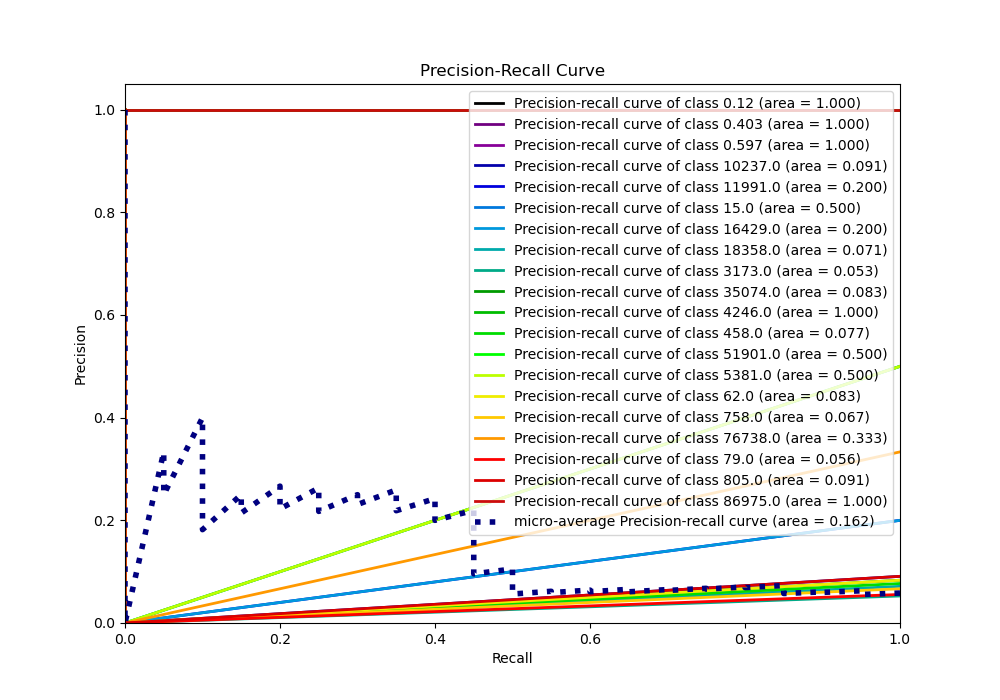 Precision-Recall Curve
Precision
1.0
0.8
0.6
0.4
0.2
0.0
Precision-recall curve of class 0.12 (area = 1.000)
Precision-recall curve of class 0.403 (area = 1.000)
Precision-recall curve of class 0.597 (area = 1.000)
Precision-recall curve of class 10237.0 (area = 0.091)
Precision-recall curve of class 11991.0 (area = 0.200)
Precision-recall curve of class 15.0 (area = 0.500)
Precision-recall curve of class 16429.0 (area = 0.200)
Precision-recall curve of class 18358.0 (area = 0.071)
Precision-recall curve of class 3173.0 (area = 0.053)
Precision-recall curve of class 35074.0 (area = 0.083)
Precision-recall curve of class 4246.0 (area = 1.000)
Precision-recall curve of class 458.0 (area = 0.077)
Precision-recall curve of class 51901.0 (area = 0.500)
Precision-recall curve of class 5381.0 (area = 0.500)
Precision-recall curve of class 62.0 (area = 0.083)
Precision-recall curve of class 758.0 (area = 0.067)
Precision-recall curve of class 76738.0 (area = 0.333)
Precision-recall curve of class 79.0 (area = 0.056)
Precision-recall curve of class 805.0 (area = 0.091)
Precision-recall curve of class 86975.0 (area = 1.000)
micro-average Precision-recall curve (area = 0.162)
0.0 0.2 0.4 0.6 0.8 1.0
Recall